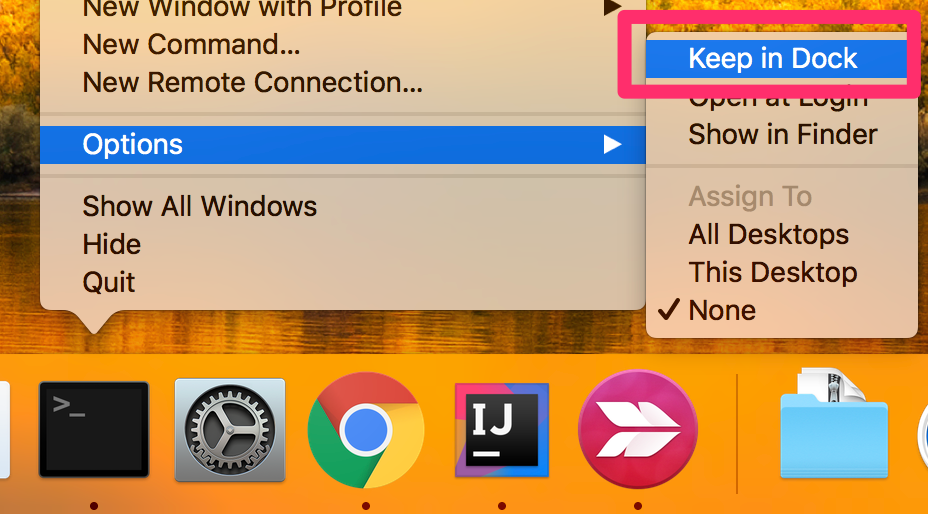 New Window with Profile
New Command...
New Remote Connection...
Options
Show All Windows
Hide
Quit
Keep in Dock
Open at Login
Show in Finder
Assign To
All Desktops
This Desktop
✓ None
>_
IJ